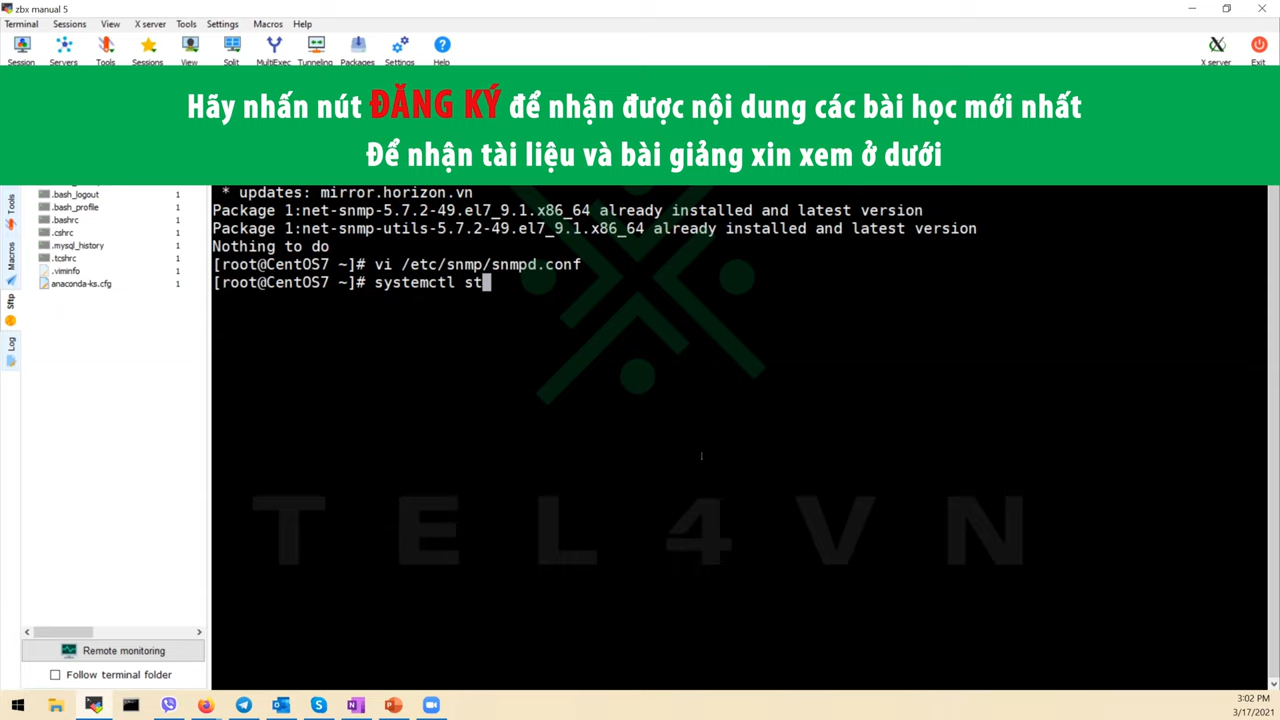 zbx manual 5
Terminal Sessions View X server Tools Settings Macros Help
Session Servers Tools Sessions View Split MultiExec Tunneling Packages Settings Help X server Exit
Hãy nhấn nút ĐĂNG KÝ để nhận được nội dung các bài học mới nhất
Để nhận tài liệu và bài giảng xin xem ở dưới
.bash_logout 1
.bash_profile 1
.bashrc 1
.cshrc 1
.mysql_history 1
.tcshrc 1
.viminfo 1
anaconda-ks.cfg 1
Tools
Macros
Sftp
Log
* updates: mirror.horizon.vn
Package 1:net-snmp-5.7.2-49.el7_9.1.x86_64 already installed and latest version
Package 1:net-snmp-utils-5.7.2-49.el7_9.1.x86_64 already installed and latest version
Nothing to do
[root@CentOS7 ~]# vi /etc/snmp/snmpd.conf
[root@CentOS7 ~]# systemctl st
TEL4VN
Remote monitoring
Follow terminal folder
3:02 PM
3/17/2021